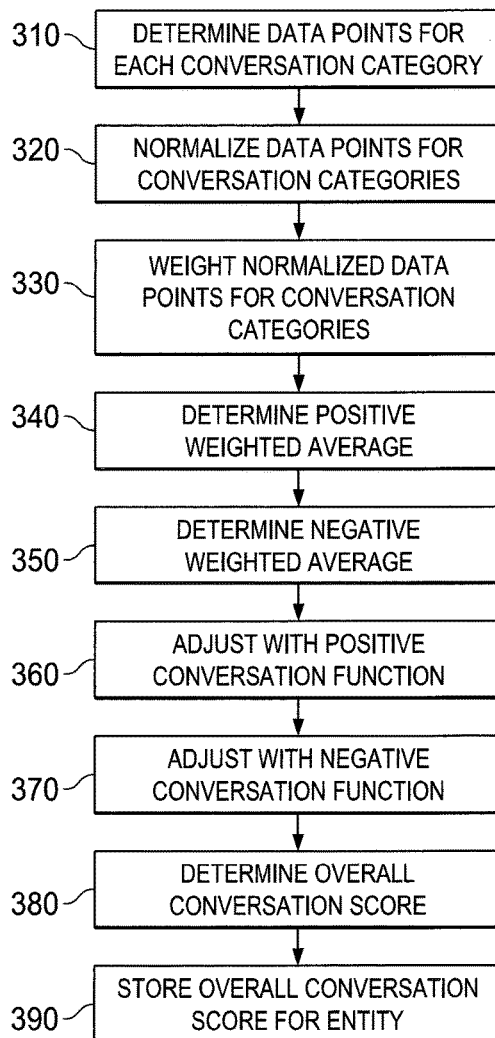 310
DETERMINE DATA POINTS FOR
EACH CONVERSATION CATEGORY
320
NORMALIZE DATA POINTS FOR
CONVERSATION CATEGORIES
330
WEIGHT NORMALIZED DATA
POINTS FOR CONVERSATION
CATEGORIES
340
DETERMINE POSITIVE
WEIGHTED AVERAGE
350
DETERMINE NEGATIVE
WEIGHTED AVERAGE
360
ADJUST WITH POSITIVE
CONVERSATION FUNCTION
370
ADJUST WITH NEGATIVE
CONVERSATION FUNCTION
380
DETERMINE OVERALL
CONVERSATION SCORE
390
STORE OVERALL CONVERSATION
SCORE FOR ENTITY